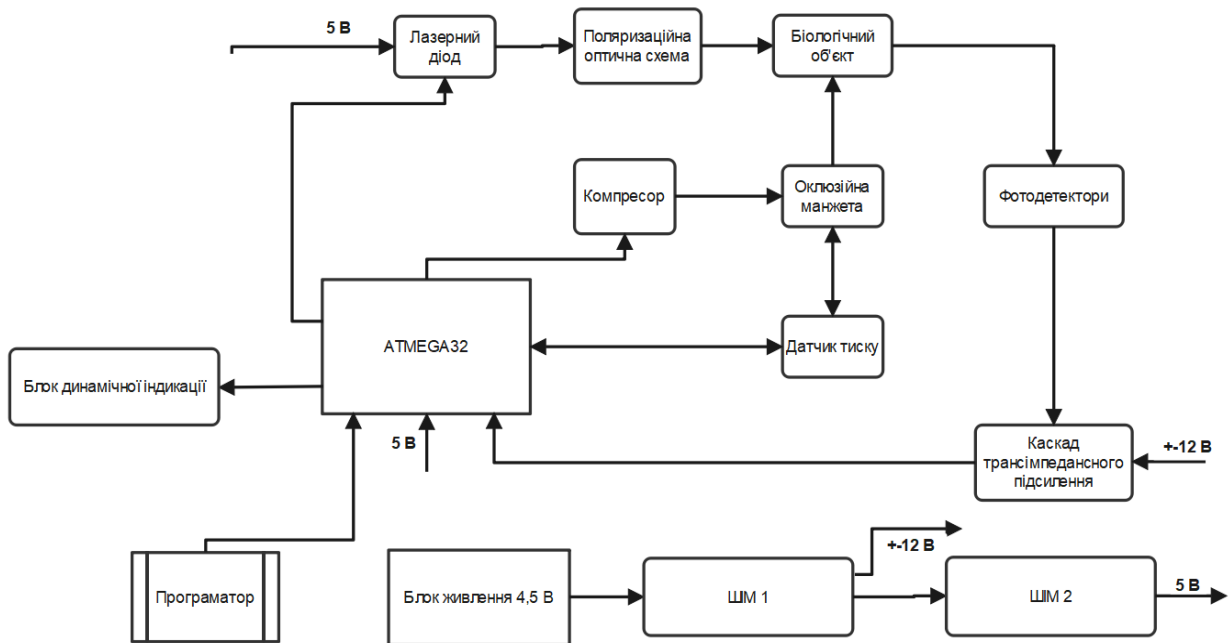 5 В
Лазерний
діод
Поляризаційна
оптична схема
Біологічний
об'єкт
Компресор
Оклюзійна
манжета
Фотодетектори
ATMEGA32
Датчик тиску
Блок динамічної індикації
5 В
Каскад
трансімпедансного
підсилення
+-12 В
+-12 В
Програматор
Блок живлення 4,5 В
ШІМ 1
ШІМ 2
5 В